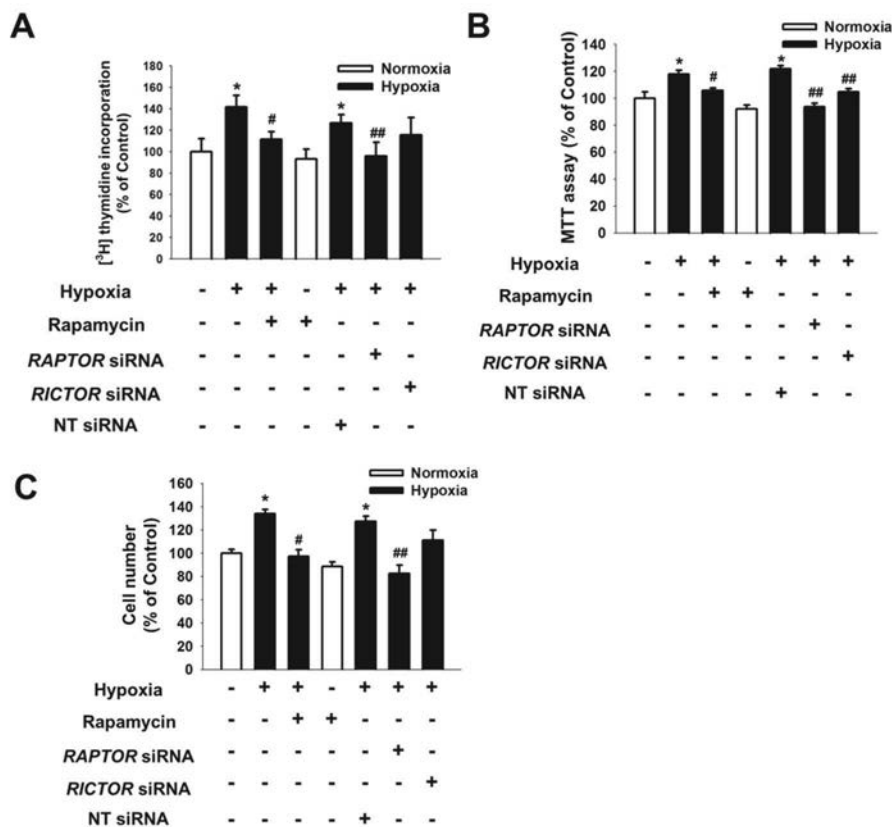 A
Normoxia
Hypoxia
[³H] thymidine incorporation
(% of Control)
180
160
140
120
100
80
60
40
20
0
* # * ##
Hypoxia - + + - + + +
Rapamycin - - + + - - -
RAPTOR siRNA - - - - - + -
RICTOR siRNA - - - - - - +
NT siRNA - - - - + - -
B
Normoxia
Hypoxia
MTT assay (% of Control)
140
120
100
80
60
40
20
0
* # * ## ##
Hypoxia - + + - + + +
Rapamycin - - + + - - -
RAPTOR siRNA - - - - - + -
RICTOR siRNA - - - - - - +
NT siRNA - - - - + - -
C
Normoxia
Hypoxia
Cell number
(% of Control)
160
140
120
100
80
60
40
20
0
* # * ##
Hypoxia - + + - + + +
Rapamycin - - + + - - -
RAPTOR siRNA - - - - - + -
RICTOR siRNA - - - - - - +
NT siRNA - - - - + - -